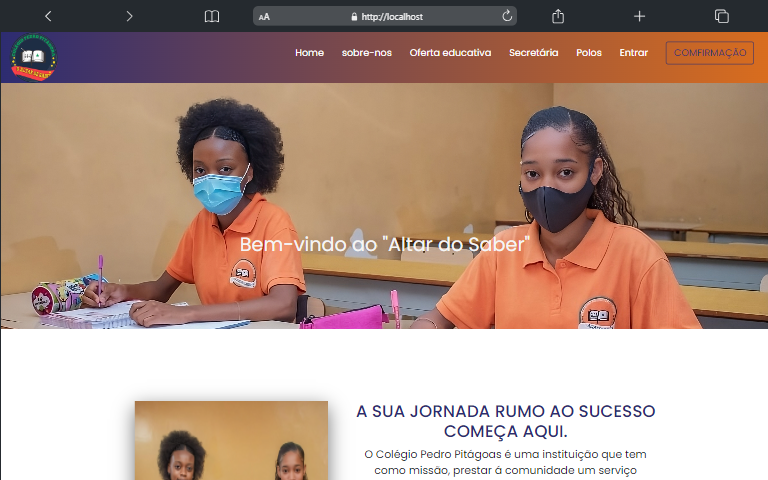 AA
http://localhost
Home sobre-nos Oferta educativa Secretária Polos Entrar CONFIRMAÇÃO
Bem-vindo ao "Altar do Saber"
A SUA JORNADA RUMO AO SUCESSO
COMEÇA AQUI.
O Colégio Pedro Pitágoas é uma instituição que tem
como missão, prestar á comunidade um serviço